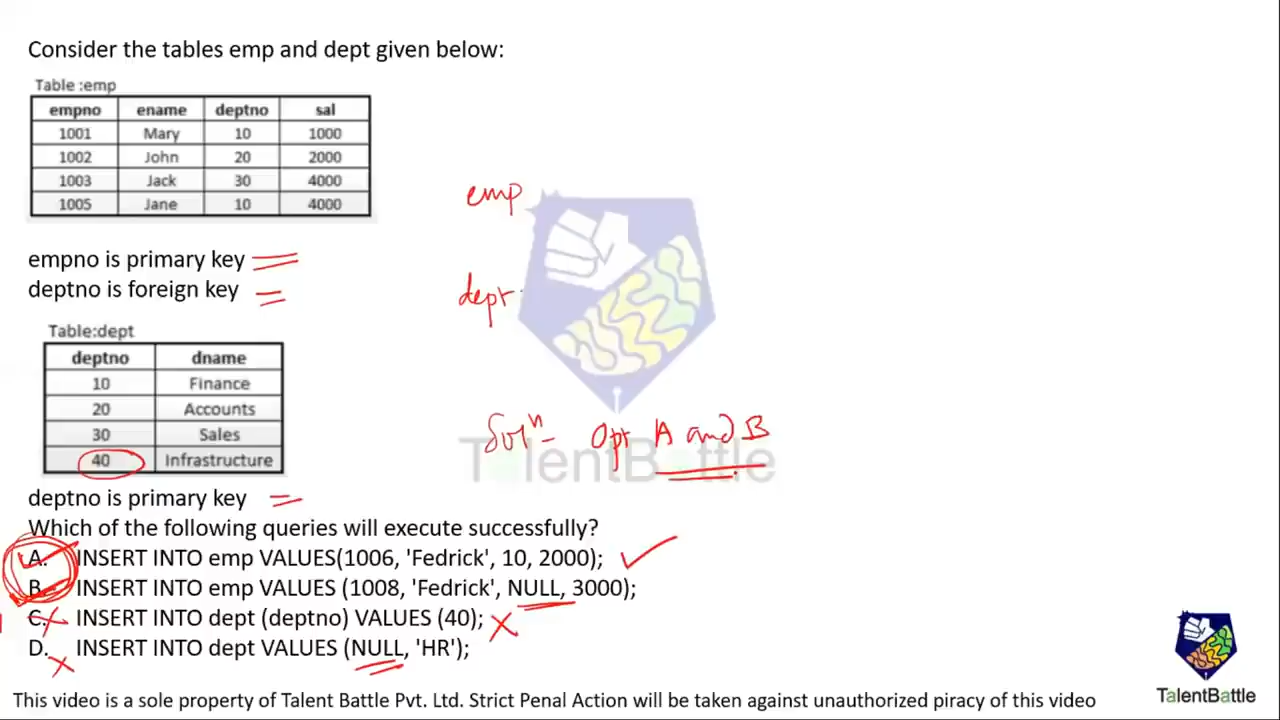 Consider the tables emp and dept given below:
Table :emp
empno ename deptno sal
1001 Mary 10 1000
1002 John 20 2000
1003 Jack 30 4000
1005 Jane 10 4000
emp
empno is primary key
deptno is foreign key
dept
Table:dept
deptno dname
10 Finance
20 Accounts
30 Sales
40 Infrastructure
Solⁿ- Opt A and B
TalentBattle
deptno is primary key
Which of the following queries will execute successfully?
A. INSERT INTO emp VALUES(1006, 'Fedrick', 10, 2000);
B. INSERT INTO emp VALUES (1008, 'Fedrick', NULL, 3000);
C. INSERT INTO dept (deptno) VALUES (40);
D. INSERT INTO dept VALUES (NULL, 'HR');
TalentBattle
This video is a sole property of Talent Battle Pvt. Ltd. Strict Penal Action will be taken against unauthorized piracy of this video